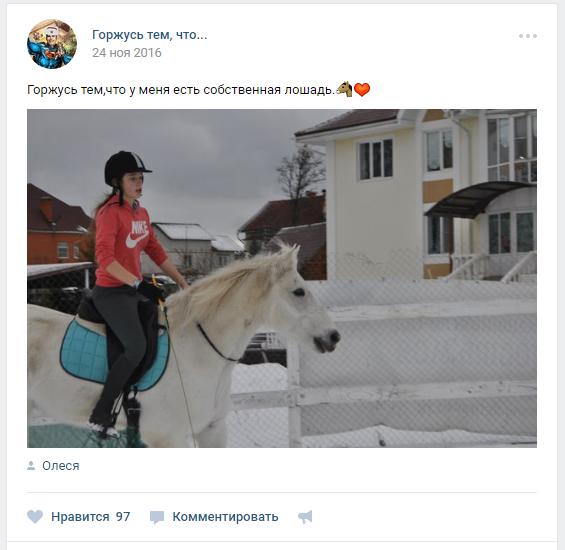 Горжусь тем, что...
24 ноя 2016
Горжусь тем,что у меня есть собственная лошадь.🐴❤
NIKE
Олеся
Нравится 97 Комментировать